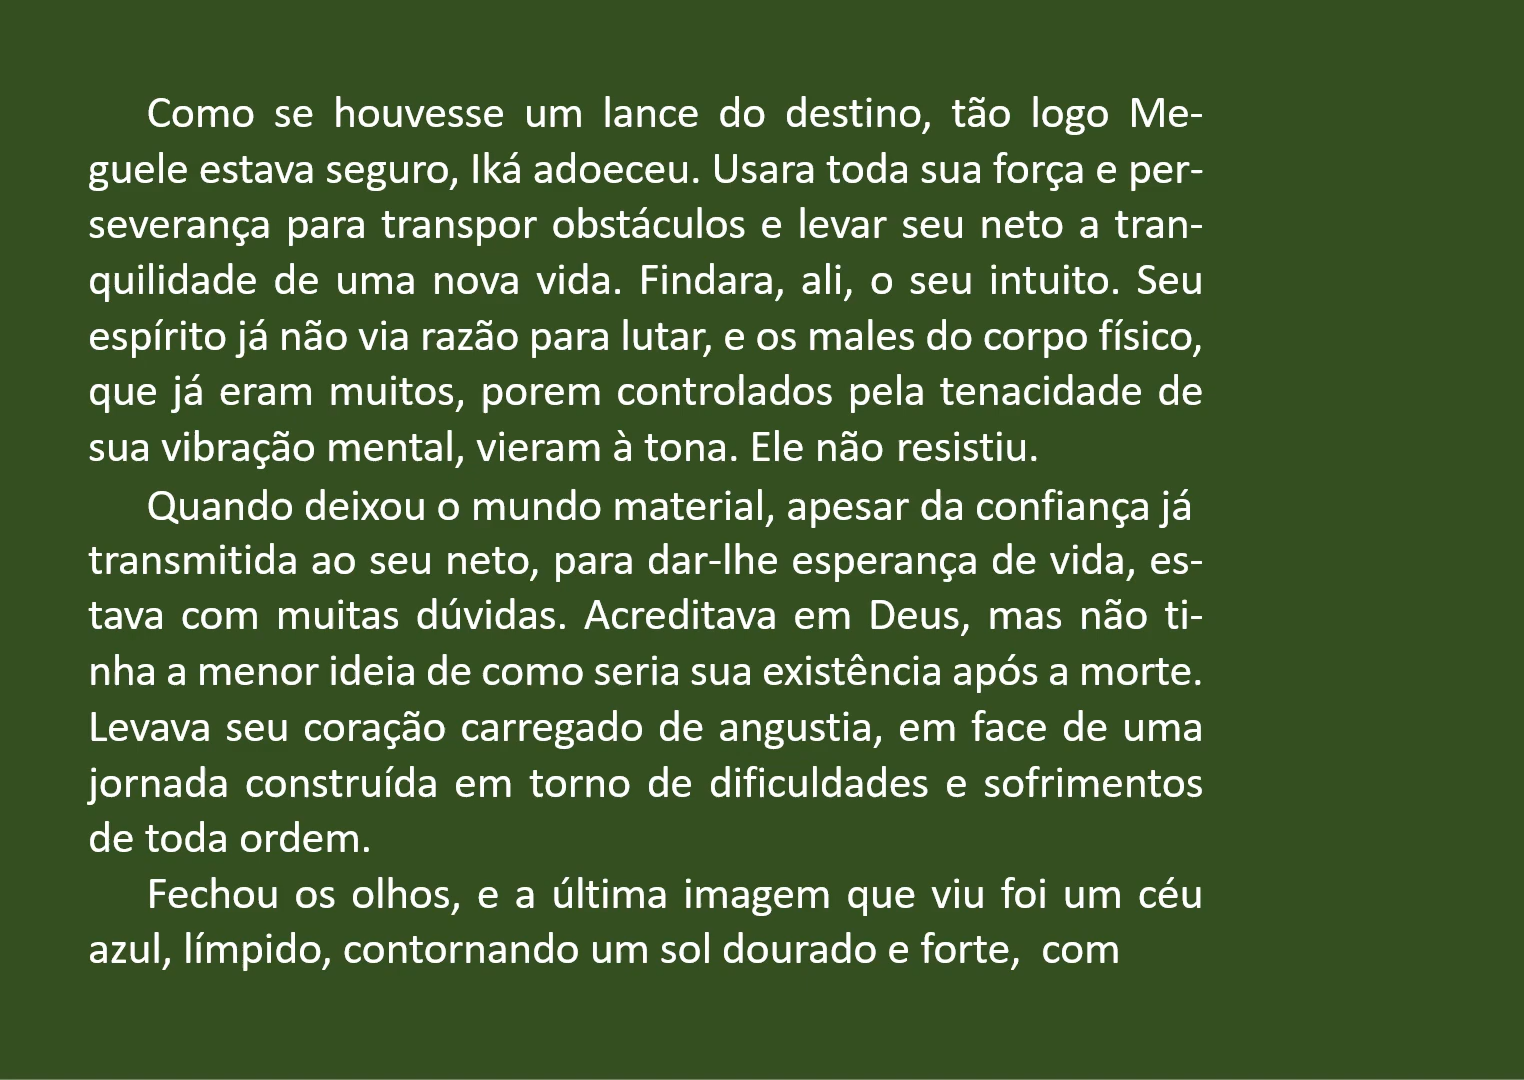 Como se houvesse um lance do destino, tão logo Me-
guele estava seguro, Iká adoeceu. Usara toda sua força e per-
severança para transpor obstáculos e levar seu neto a tran-
quilidade de uma nova vida. Findara, ali, o seu intuito. Seu
espírito já não via razão para lutar, e os males do corpo físico,
que já eram muitos, porem controlados pela tenacidade de
sua vibração mental, vieram à tona. Ele não resistiu.
Quando deixou o mundo material, apesar da confiança já
transmitida ao seu neto, para dar-lhe esperança de vida, es-
tava com muitas dúvidas. Acreditava em Deus, mas não ti-
nha a menor ideia de como seria sua existência após a morte.
Levava seu coração carregado de angustia, em face de uma
jornada construída em torno de dificuldades e sofrimentos
de toda ordem.
Fechou os olhos, e a última imagem que viu foi um céu
azul, límpido, contornando um sol dourado e forte,  com